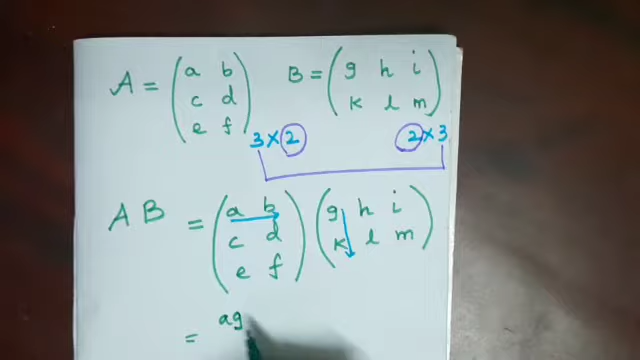 A = (a b B = (g h i
c d k l m)
e f)
3×2 2×3
AB = (a b (g h i
c d k l m)
e f)
= ag